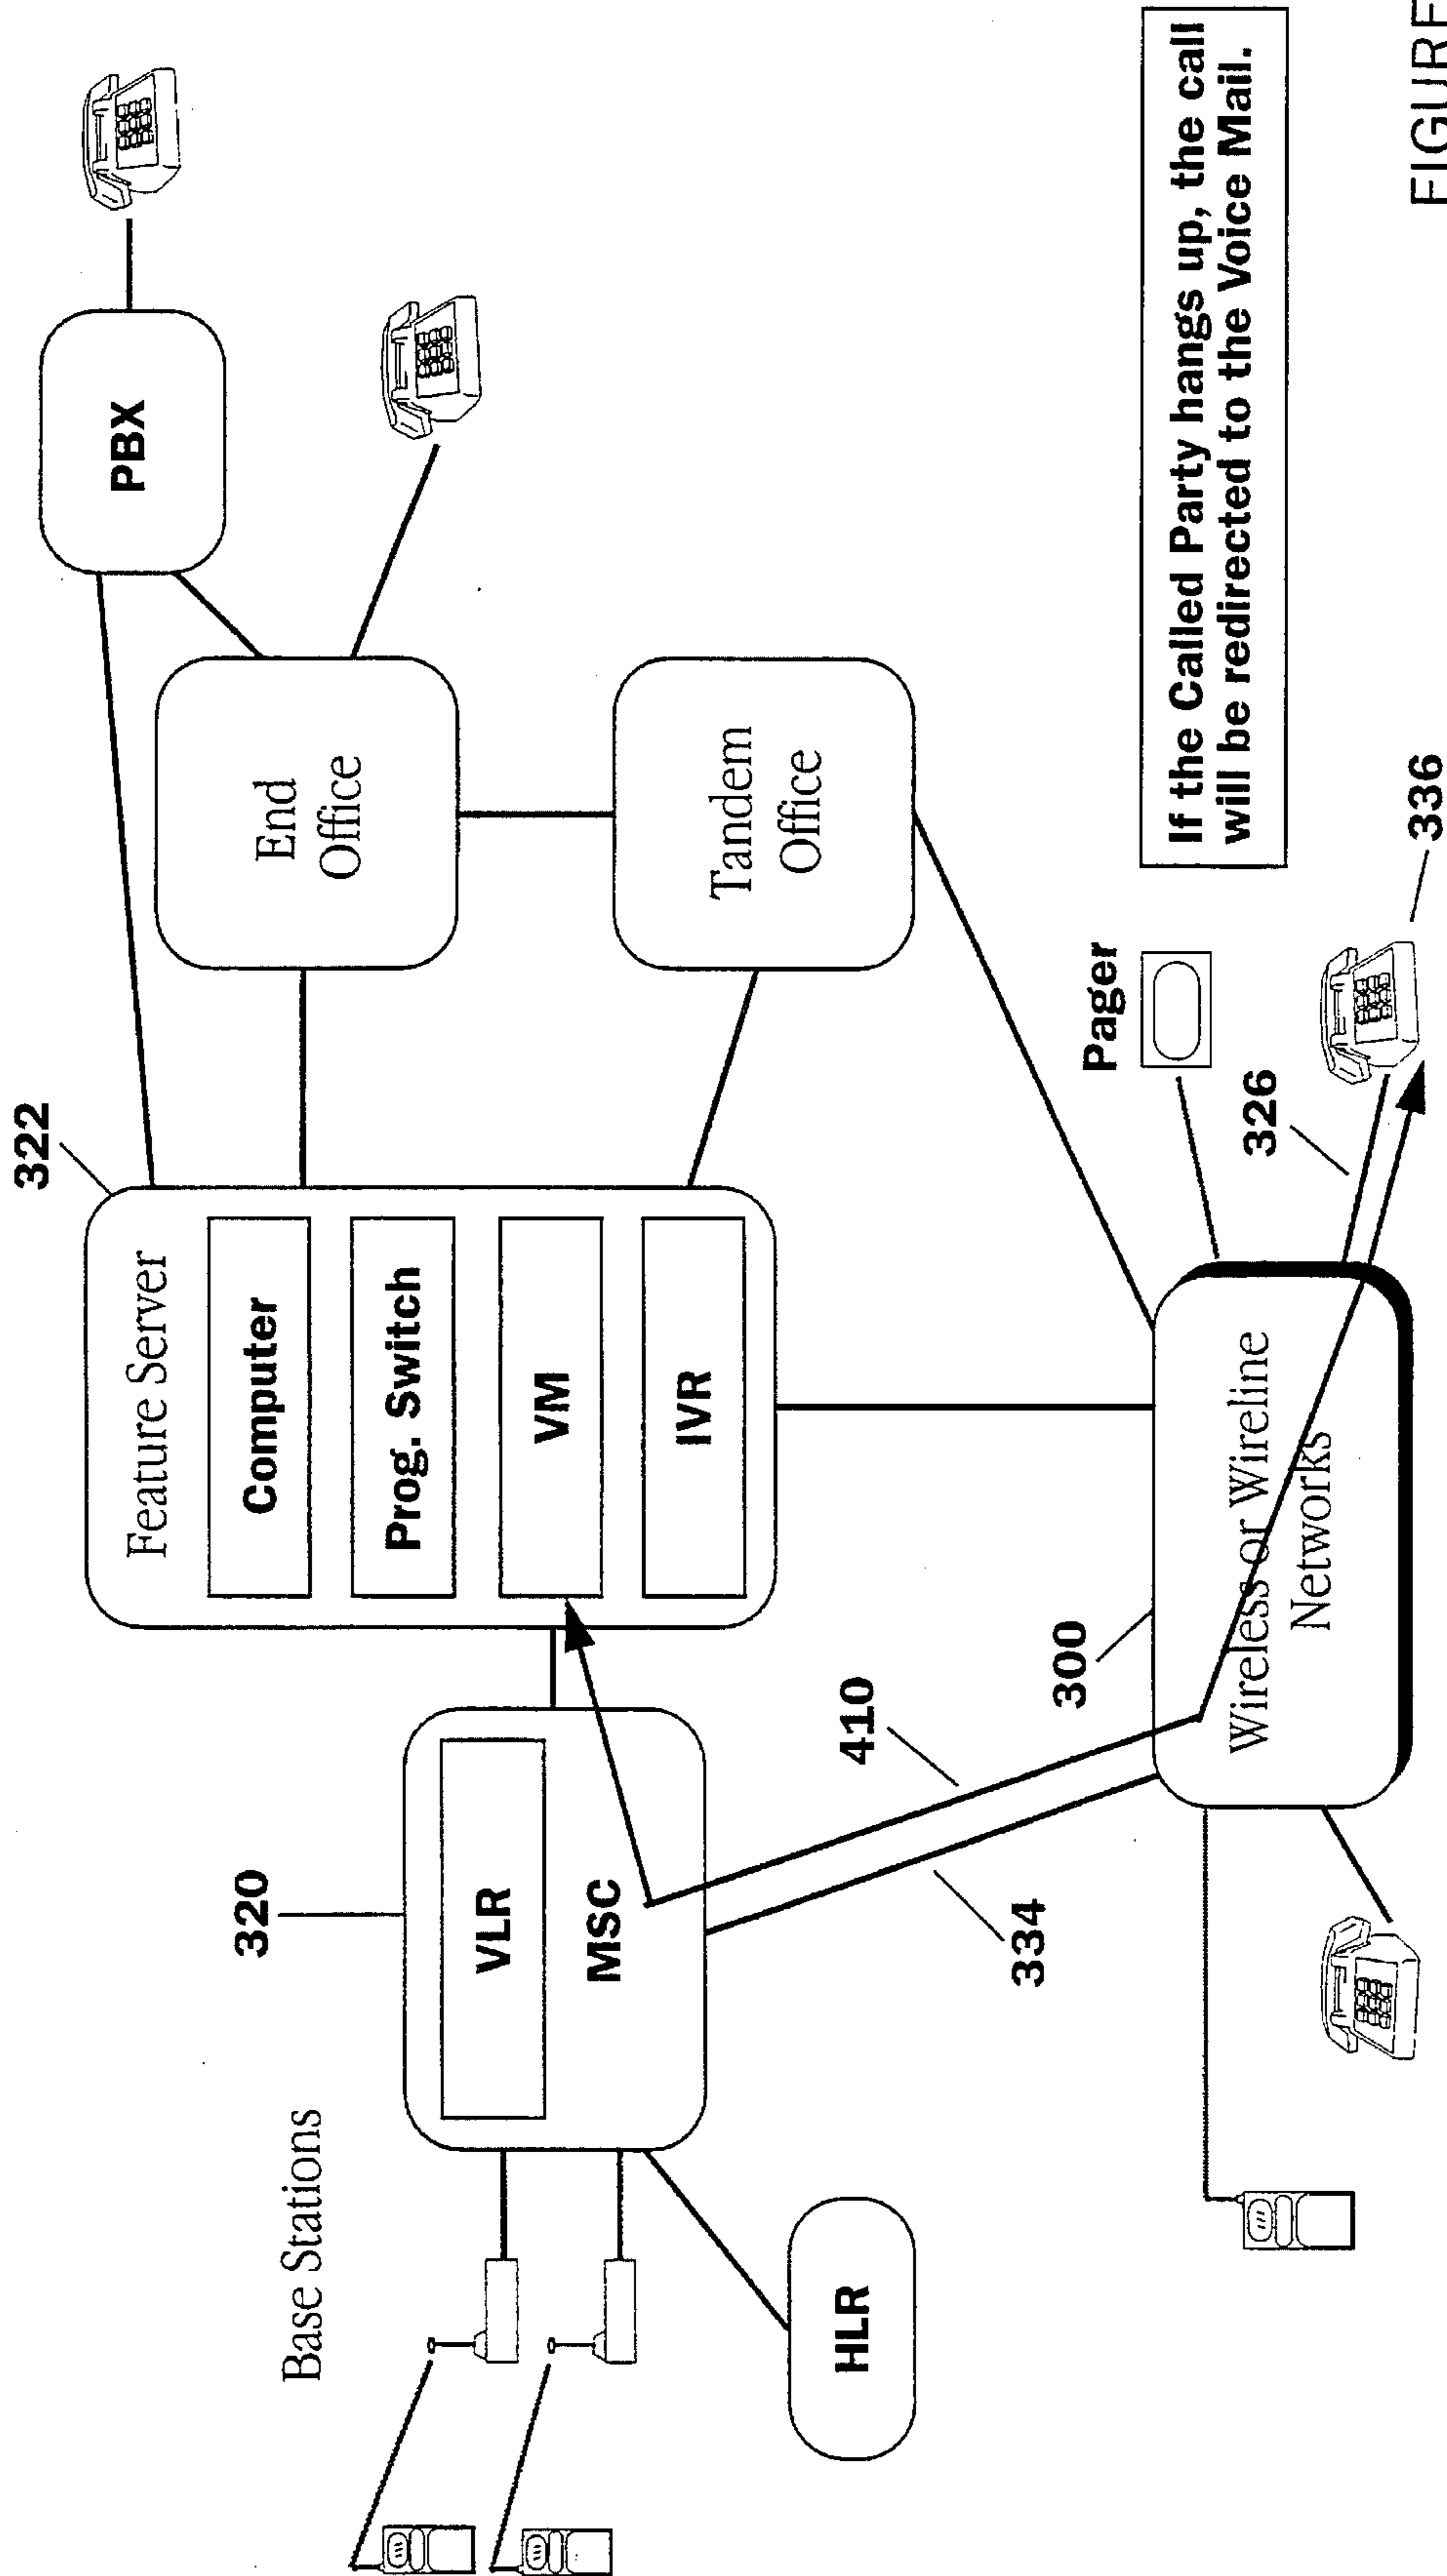 322
Feature Server
Computer
Prog. Switch
VM
IVR
PBX
End
Office
Tandem
Office
320
VLR
MSC
Base Stations
HLR
410
334
300
Wireless or Wireline
Networks
Pager
326
336
If the Called Party hangs up, the call
will be redirected to the Voice Mail.
FIGURE